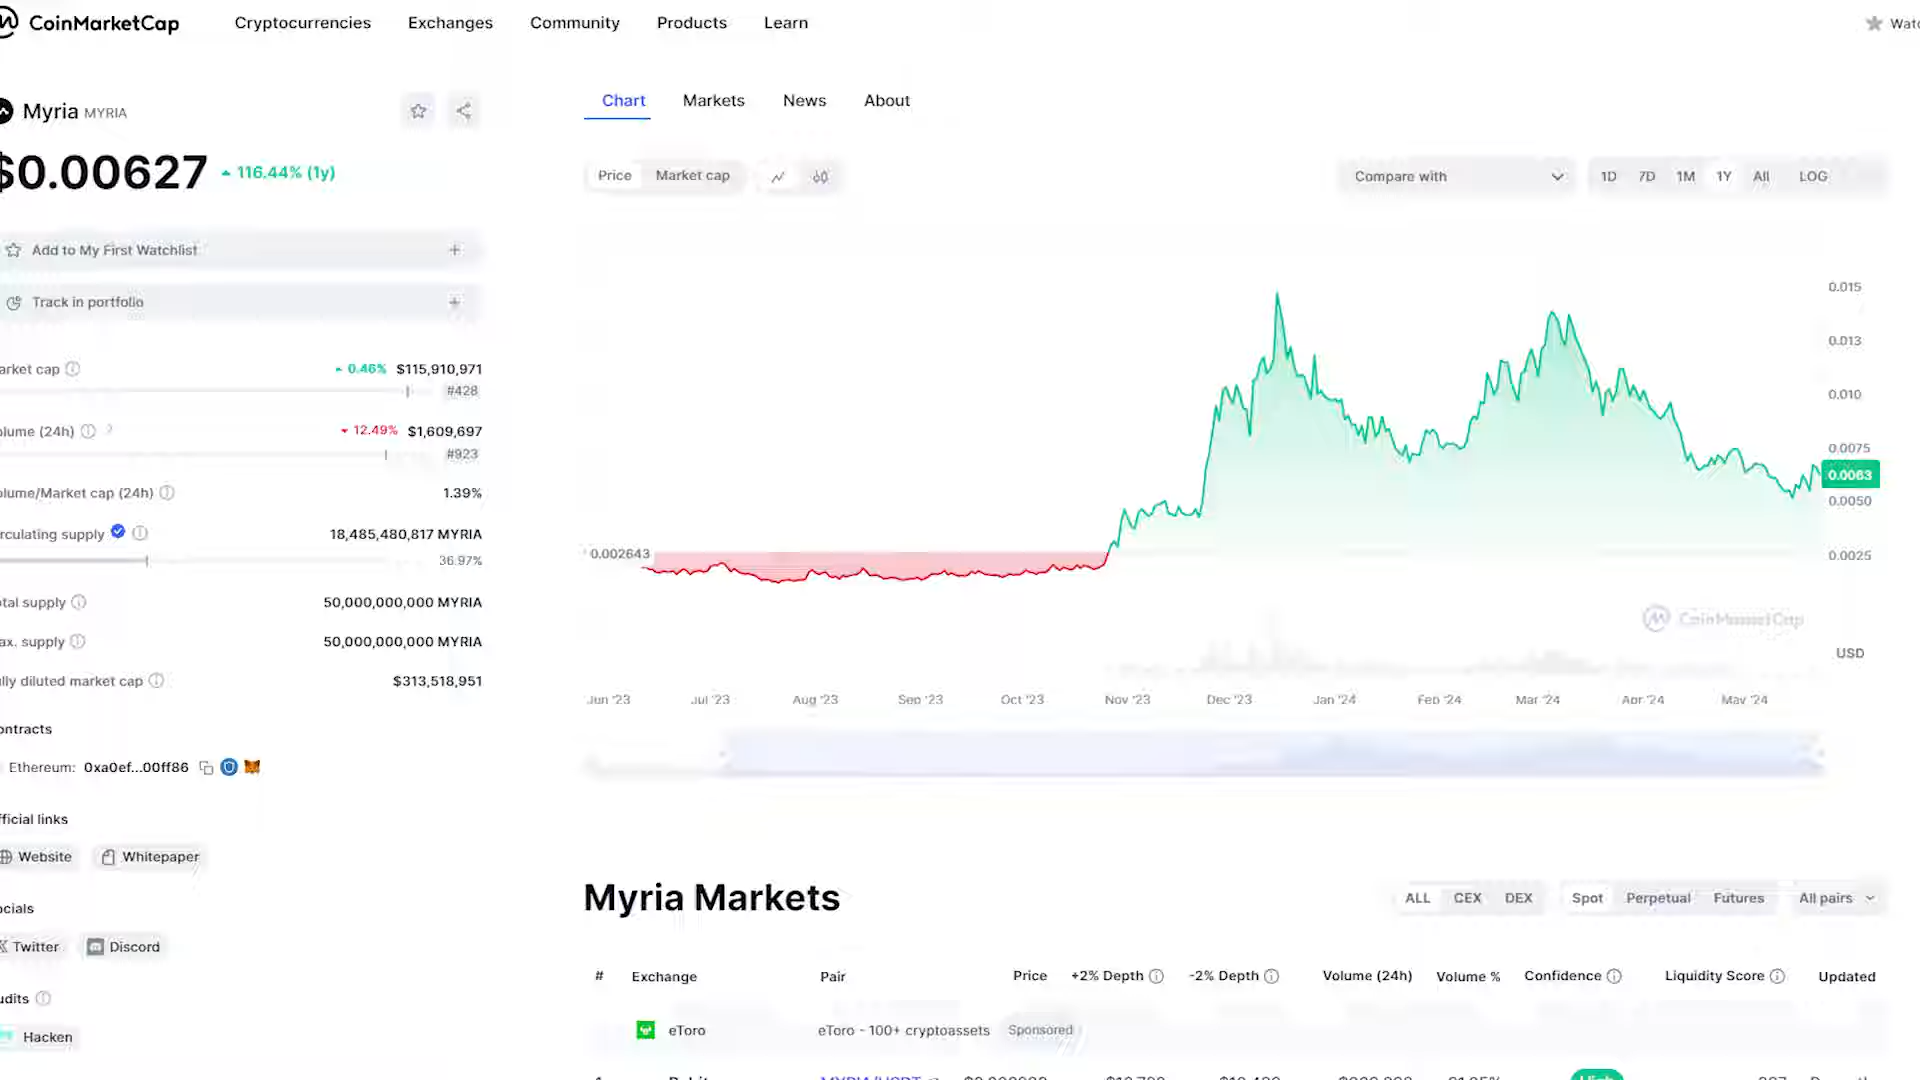 CoinMarketCap
Cryptocurrencies Exchanges Community Products Learn
Myria MYRIA
$0.00627 116.44% (1y)
Add to My First Watchlist +
Track in portfolio +
arket cap 0.46% $115,910,971
#428
olume (24h) 12.49% $1,609,697
#923
olume/Market cap (24h) 1.39%
rculating supply 18,485,480,817 MYRIA
36.97%
tal supply 50,000,000,000 MYRIA
ax. supply 50,000,000,000 MYRIA
lly diluted market cap $313,518,951
ontracts
Ethereum: 0xa0ef...00ff86
fficial links
Website Whitepaper
ocials
Twitter Discord
udits
Hacken
Chart Markets News About
Price Market cap
Compare with
1D 7D 1M 1Y All LOG
0.015
0.013
0.010
0.0075
0.0063
0.0050
0.002643
0.0025
CoinMarketCap
USD
Jun '23 Jul '23 Aug '23 Sep '23 Oct '23 Nov '23 Dec '23 Jan '24 Feb '24 Mar '24 Apr '24 May '24
Myria Markets
ALL CEX DEX Spot Perpetual Futures All pairs
# Exchange Pair Price +2% Depth -2% Depth Volume (24h) Volume % Confidence Liquidity Score Updated
eToro eToro - 100+ cryptoassets Sponsored